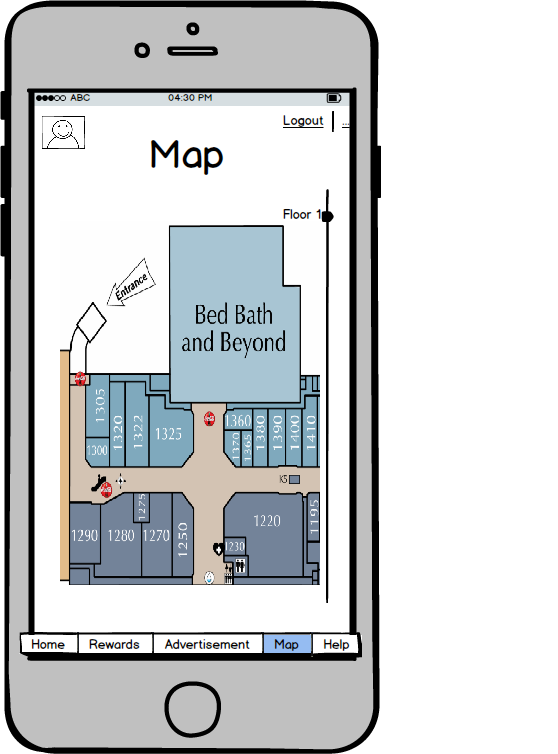 ABC 04:30 PM
Logout ...
Map
Floor 1
Entrance
Bed Bath
and Beyond
1305
1320
1322
1325
1300
1360
1370
1365
1380
1390
1400
1410
KS
1290
1280
1275
1270
1250
1220
1230
1195
Home Rewards Advertisement Map Help